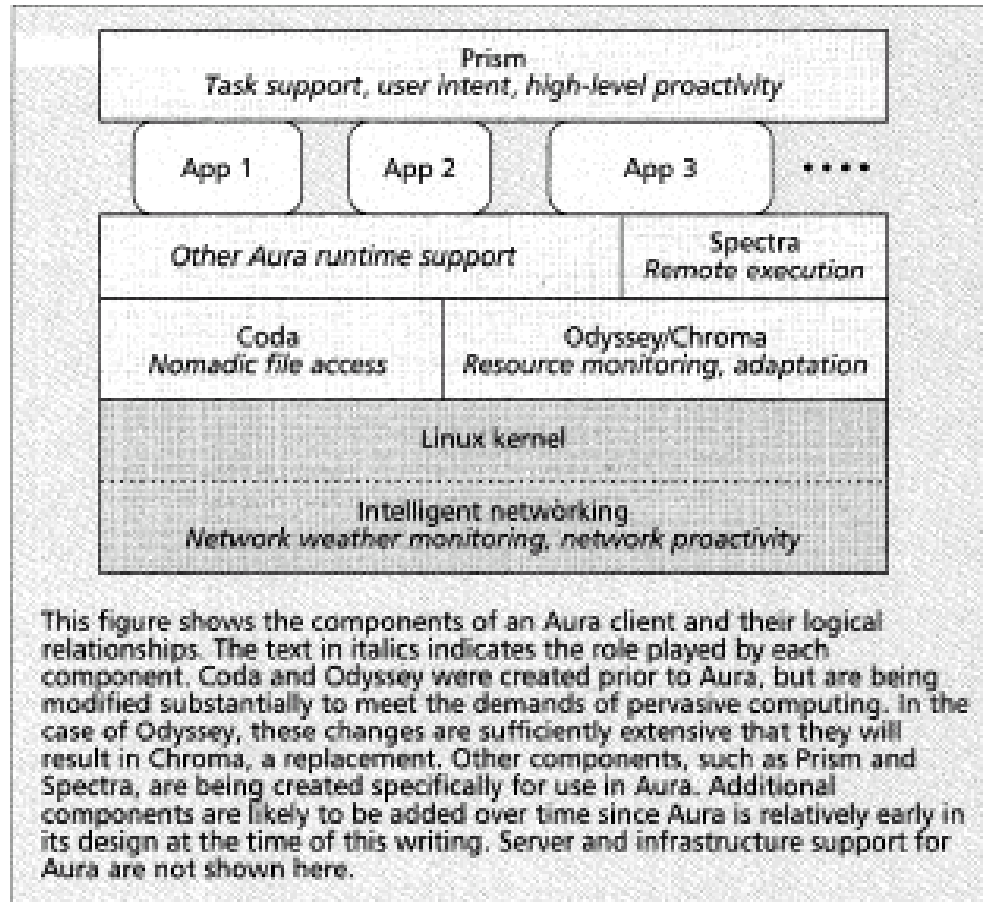 Prism
Task support, user intent, high-level proactivity
App 1 App 2 App 3 ••••
Other Aura runtime support
Spectra
Remote execution
Coda
Nomadic file access
Odyssey/Chroma
Resource monitoring, adaptation
Linux kernel
Intelligent networking
Network weather monitoring, network proactivity
This figure shows the components of an Aura client and their logical
relationships. The text in italics indicates the role played by each
component. Coda and Odyssey were created prior to Aura, but are being
modified substantially to meet the demands of pervasive computing. In the
case of Odyssey, these changes are sufficiently extensive that they will
result in Chroma, a replacement. Other components, such as Prism and
Spectra, are being created specifically for use in Aura. Additional
components are likely to be added over time since Aura is relatively early in
its design at the time of this writing. Server and infrastructure support for
Aura are not shown here.